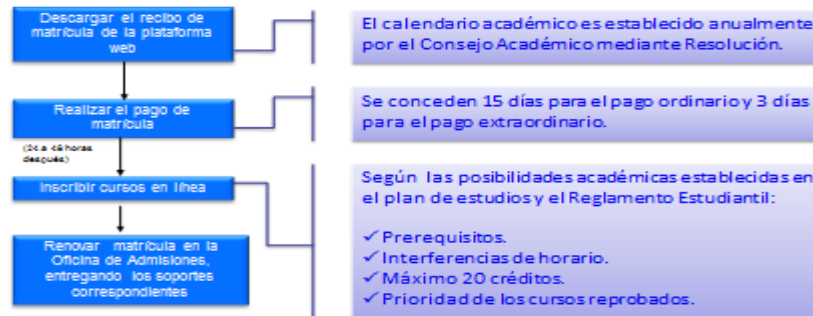 Descargar el recibo de
matrícula de la plataforma
web
El calendario académico es establecido anualmente
por el Consejo Académico mediante Resolución.
Realizar el pago de
matrícula
Se conceden 15 días para el pago ordinario y 3 días
para el pago extraordinario.
(24 a 48 horas
después)
Inscribir cursos en línea
Según las posibilidades académicas establecidas en
el plan de estudios y el Reglamento Estudiantil:
✓ Prerequisitos.
✓ Interferencias de horario.
✓ Máximo 20 créditos.
✓ Prioridad de los cursos reprobados.
Renovar matrícula en la
Oficina de Admisiones,
entregando los soportes
correspondientes